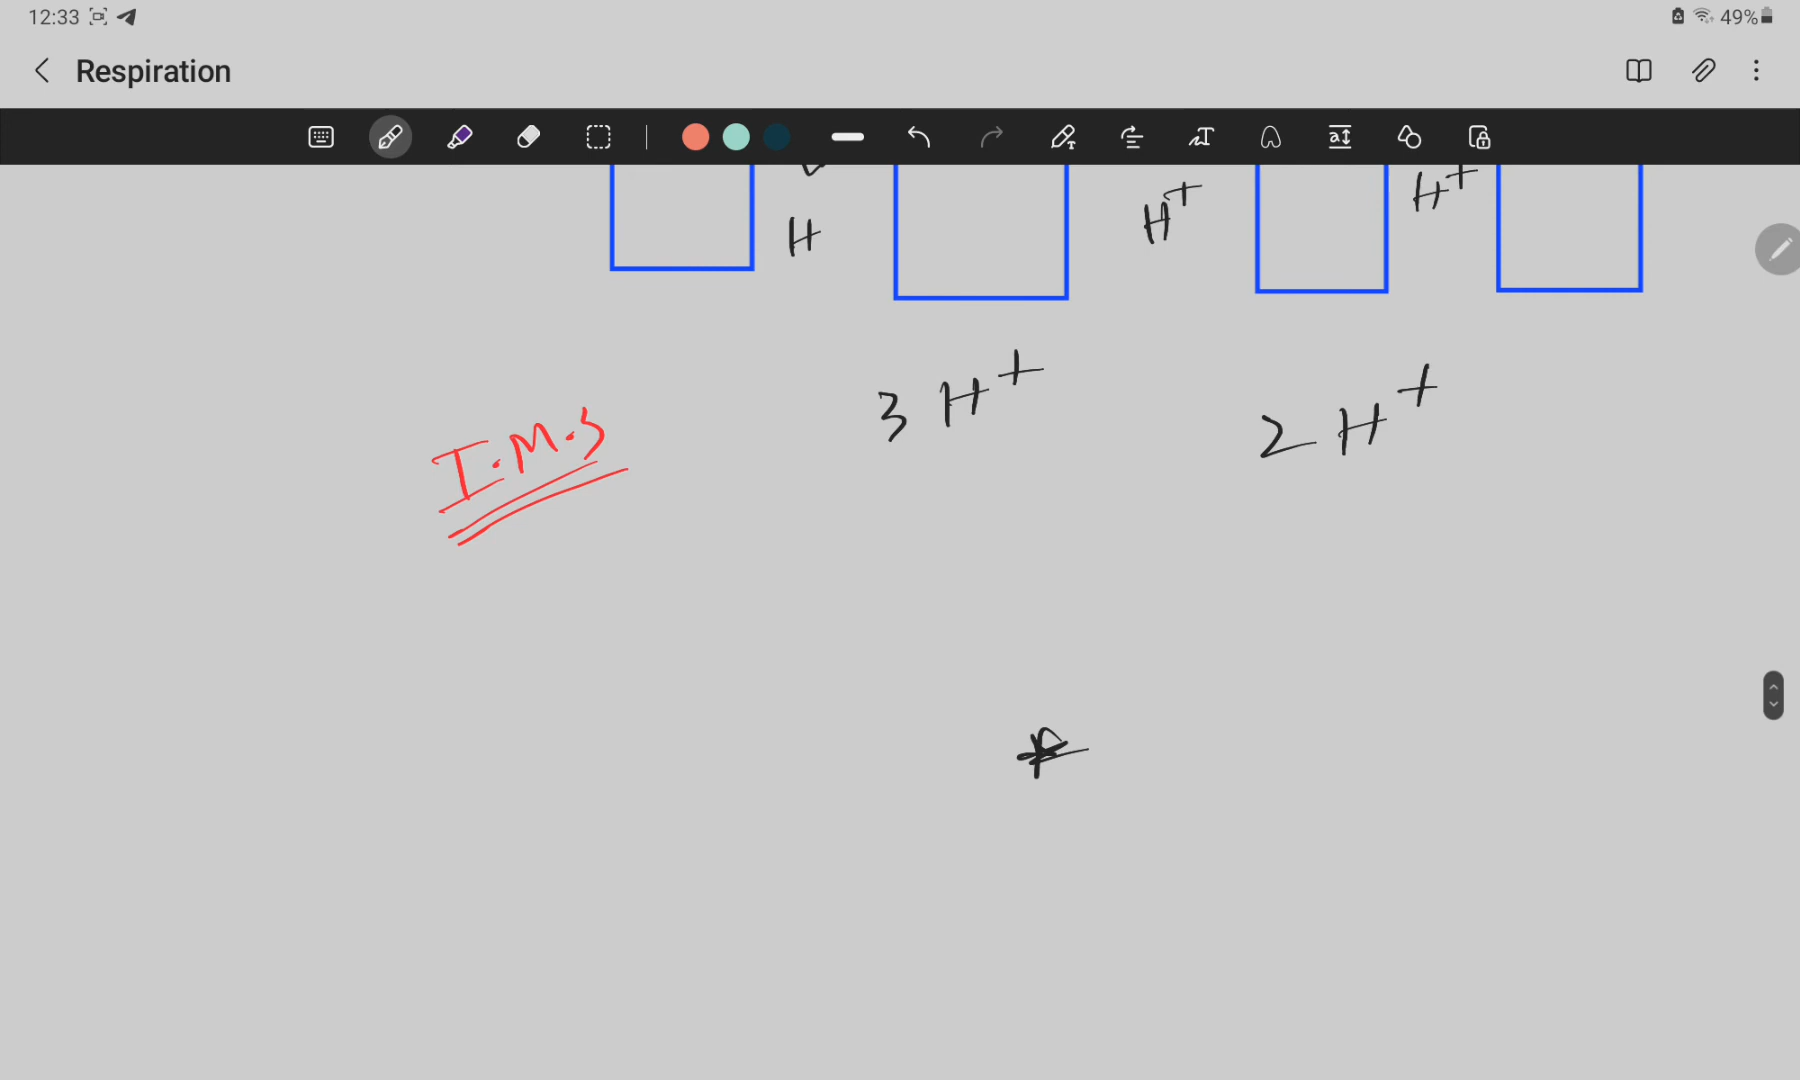 12:33 49%
Respiration
H H⁺ H⁺
3 H⁺ 2 H⁺
I.M.S